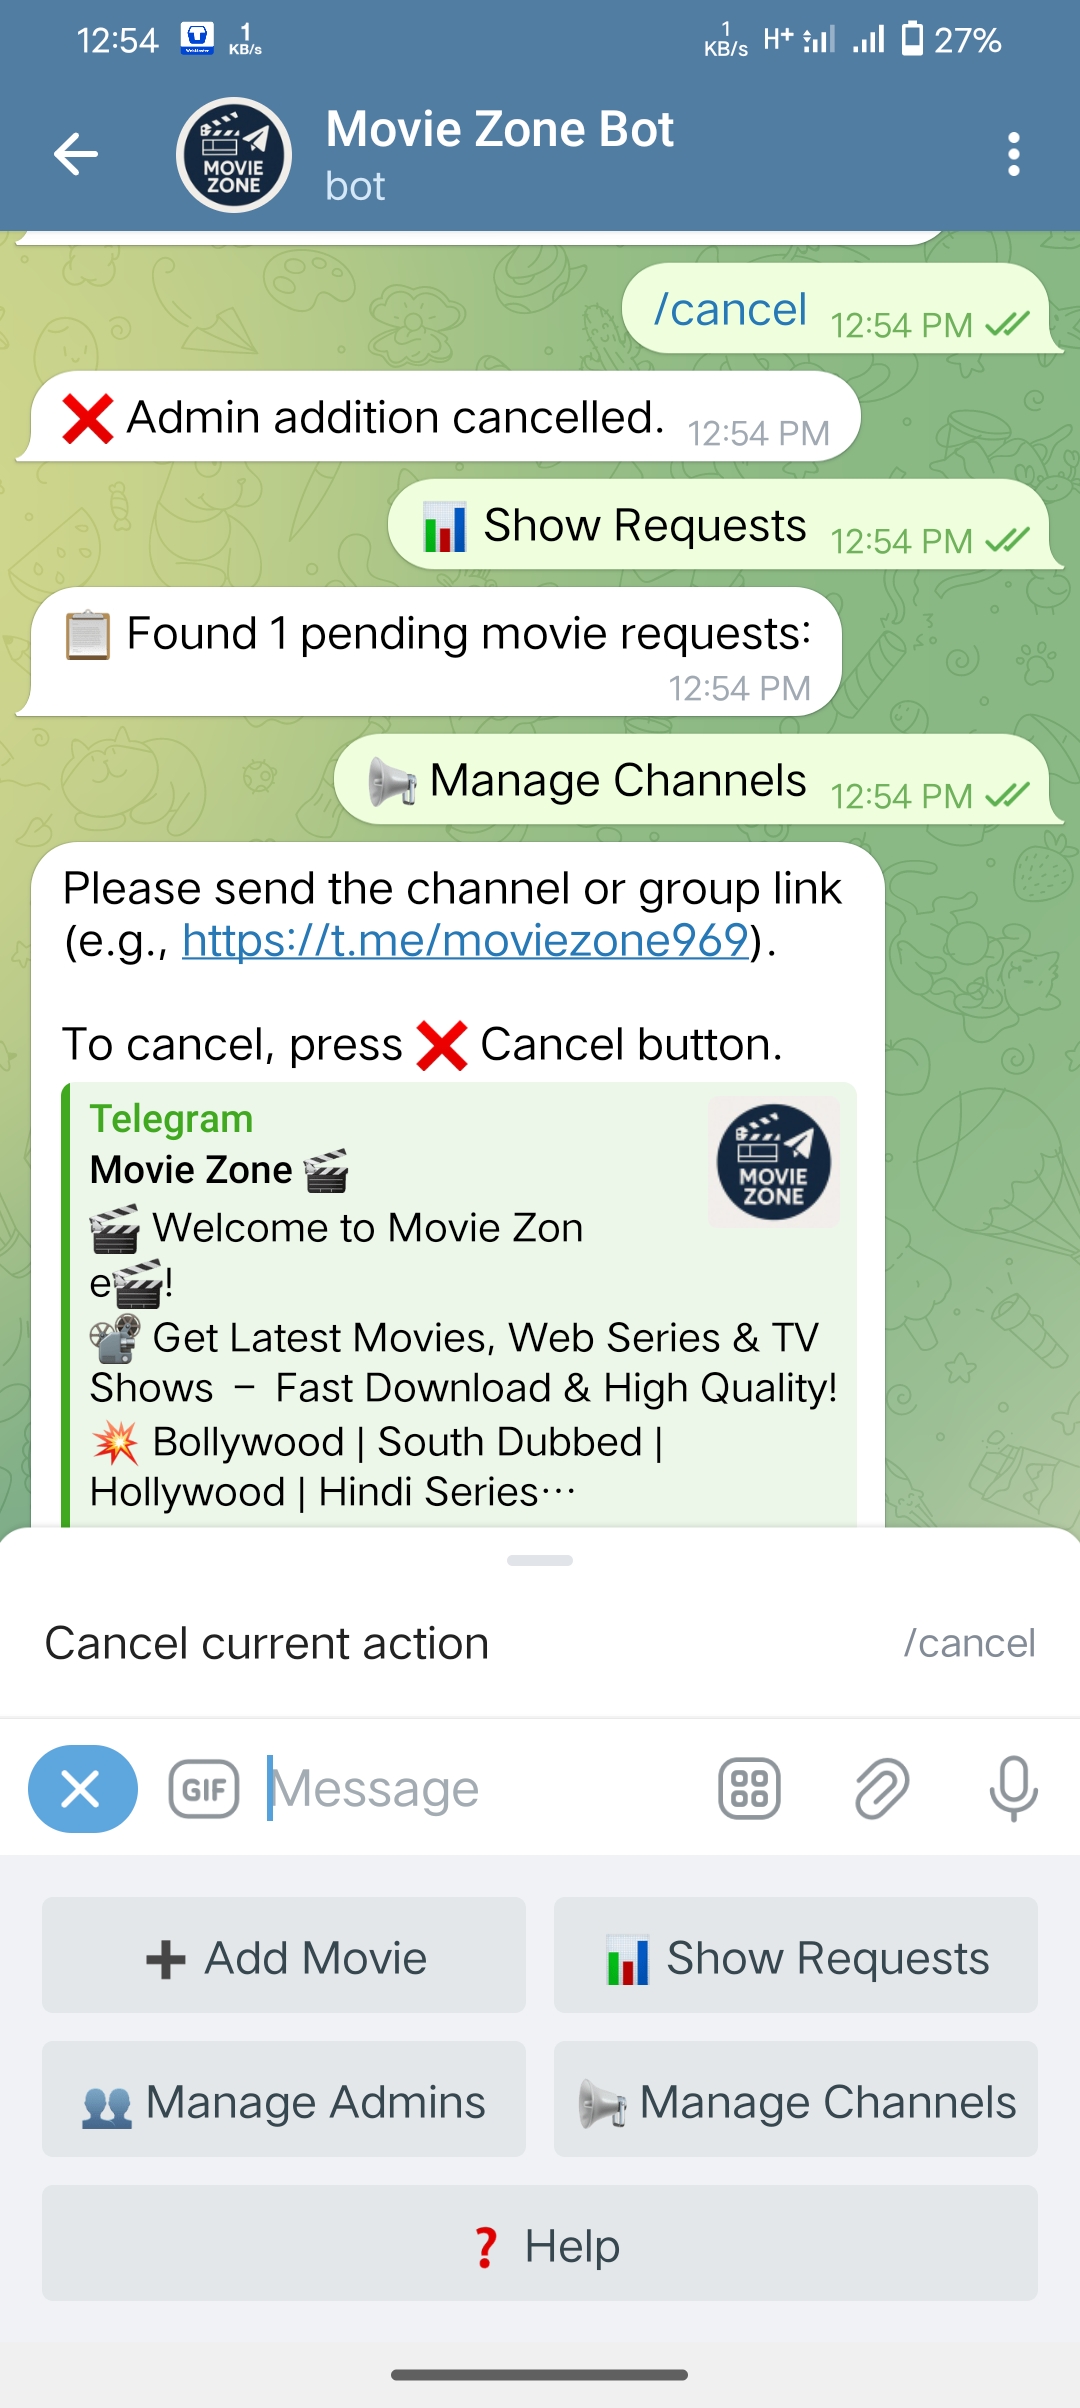 12:54 1 KB/s 1 KB/s H+ 27%
MOVIE ZONE
Movie Zone Bot
bot
/cancel 12:54 PM
❌ Admin addition cancelled. 12:54 PM
📊 Show Requests 12:54 PM
📋 Found 1 pending movie requests:
12:54 PM
Manage Channels 12:54 PM
Please send the channel or group link
(e.g., https://t.me/moviezone969).
To cancel, press ❌ Cancel button.
Telegram
Movie Zone 🎬
MOVIE ZONE
🎬 Welcome to Movie Zon
e🎬!
📽️ Get Latest Movies, Web Series & TV
Shows – Fast Download & High Quality!
💥 Bollywood | South Dubbed |
Hollywood | Hindi Series…
Cancel current action /cancel
GIF Message
➕ Add Movie
📊 Show Requests
👥 Manage Admins
📢 Manage Channels
❓ Help